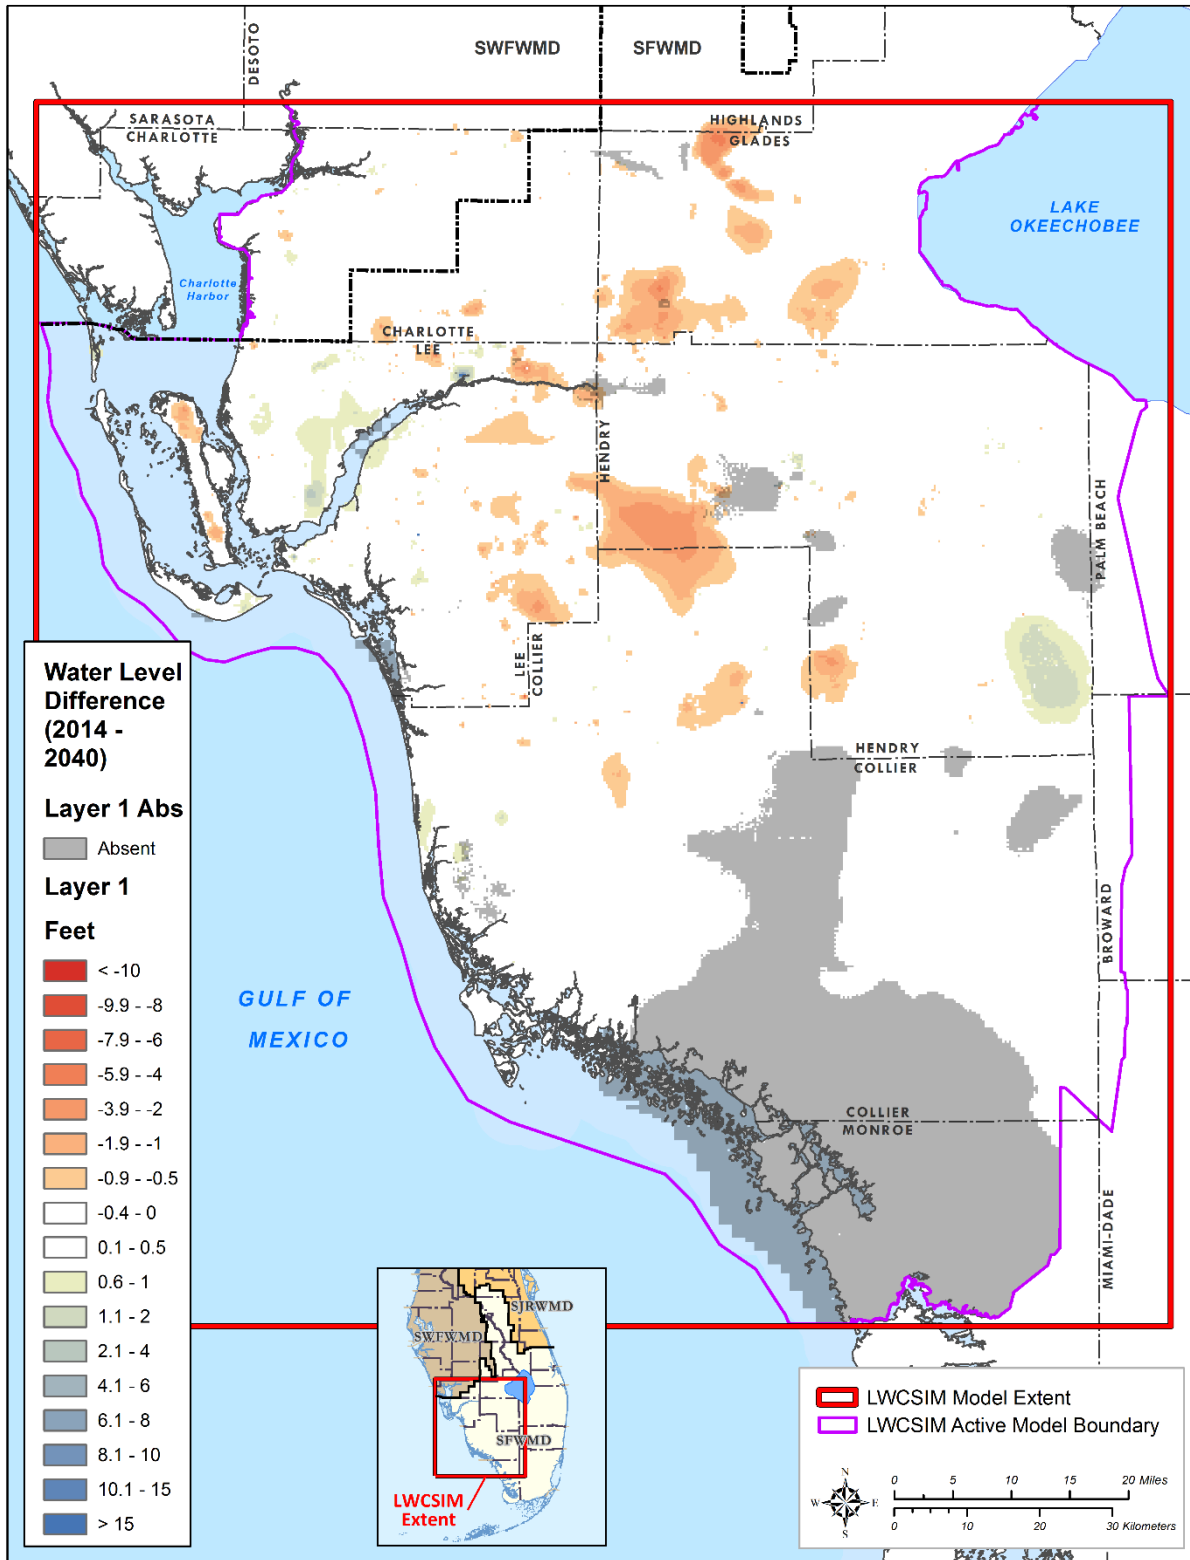 SWFWMD
SFWMD
DESOTO
SARASOTA
CHARLOTTE
HIGHLANDS
GLADES
LAKE
OKEECHOBEE
Charlotte
Harbor
CHARLOTTE
LEE
HENDRY
PALM BEACH
LEE
COLLIER
HENDRY
COLLIER
BROWARD
GULF OF
MEXICO
COLLIER
MONROE
MIAMI-DADE
Water Level
Difference
(2014 -
2040)
Layer 1 Abs
Absent
Layer 1
Feet
< -10
-9.9 - -8
-7.9 - -6
-5.9 - -4
-3.9 - -2
-1.9 - -1
-0.9 - -0.5
-0.4 - 0
0.1 - 0.5
0.6 - 1
1.1 - 2
2.1 - 4
4.1 - 6
6.1 - 8
8.1 - 10
10.1 - 15
> 15
SJRWMD
SWFWMD
SFWMD
LWCSIM
Extent
LWCSIM Model Extent
LWCSIM Active Model Boundary
N
W
E
S
0 5 10 15 20 Miles
0 10 20 30 Kilometers